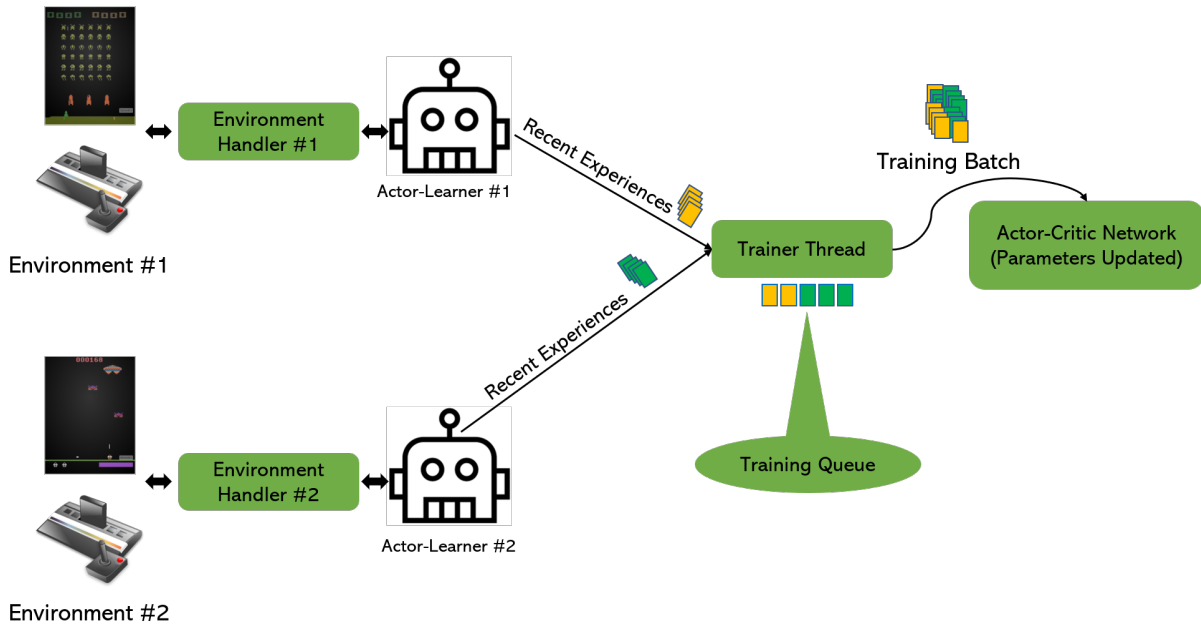 Environment
Handler #1
Actor-Learner #1
Environment #1
Recent Experiences
Recent Experiences
Training Batch
Trainer Thread
Actor-Critic Network
(Parameters Updated)
Training Queue
000168
Environment
Handler #2
Actor-Learner #2
Environment #2